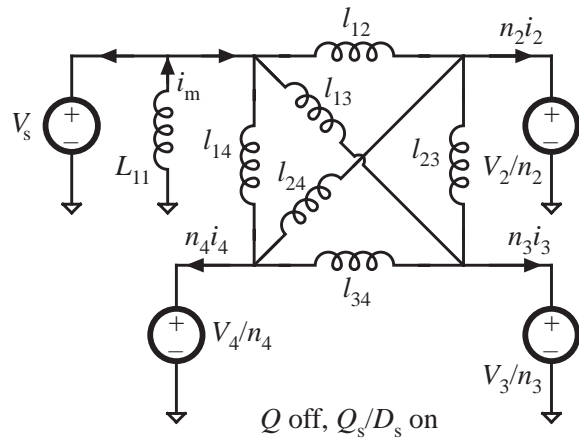 l₁₂
n₂i₂
iₘ
l₁₃
+
−
Vₛ
L₁₁
l₁₄
l₂₄
l₂₃
+
−
V₂/n₂
n₄i₄
l₃₄
n₃i₃
+
−
V₄/n₄
+
−
V₃/n₃
Q off, Qₛ/Dₛ on